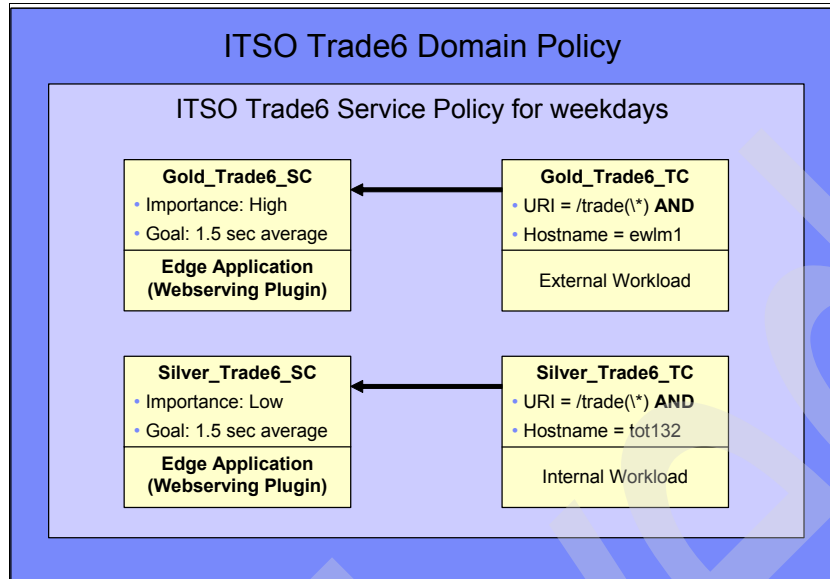 ITSO Trade6 Domain Policy
ITSO Trade6 Service Policy for weekdays
Gold_Trade6_SC
• Importance: High
• Goal: 1.5 sec average
Edge Application
(Webserving Plugin)
Gold_Trade6_TC
• URI = /trade(\*) AND
• Hostname = ewlm1
External Workload
Silver_Trade6_SC
• Importance: Low
• Goal: 1.5 sec average
Edge Application
(Webserving Plugin)
Silver_Trade6_TC
• URI = /trade(\*) AND
• Hostname = tot132
Internal Workload